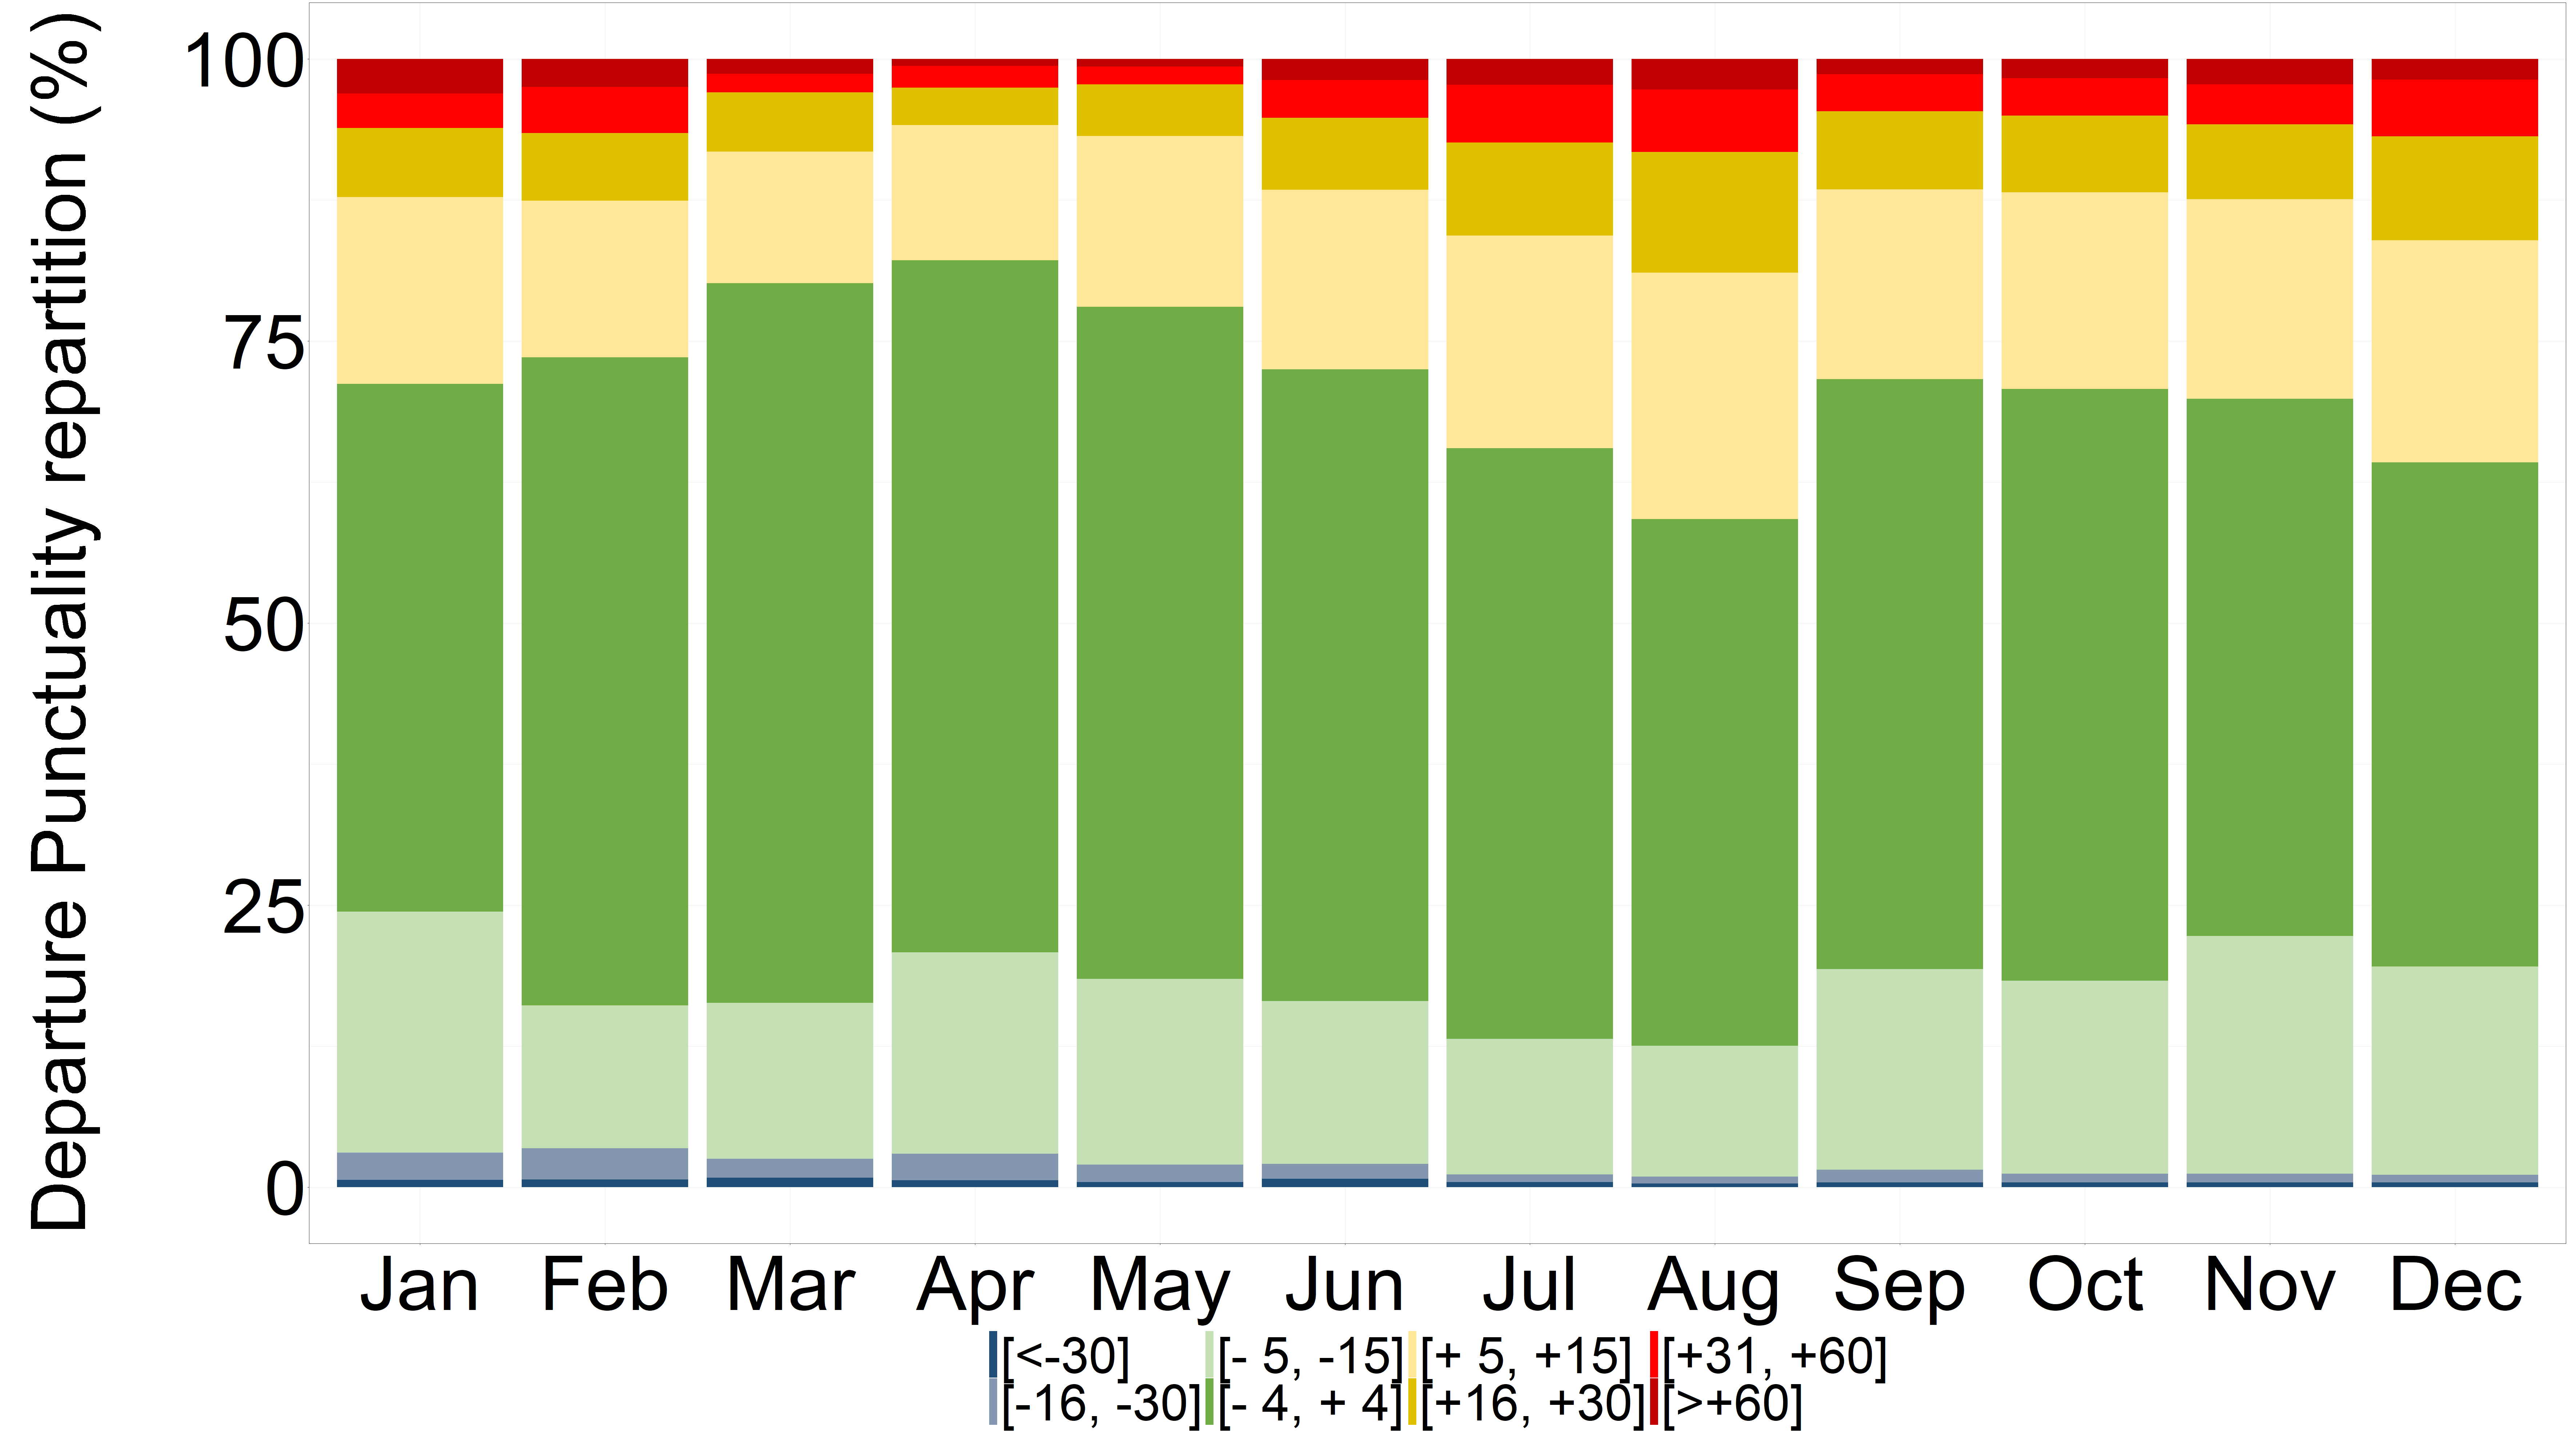 Departure Punctuality repartition (%)
100
75
50
25
0
Jan Feb Mar Apr May Jun Jul Aug Sep Oct Nov Dec
[<-30] [- 5, -15] [+ 5, +15] [+31, +60]
[-16, -30] [- 4, + 4] [+16, +30] [>+60]